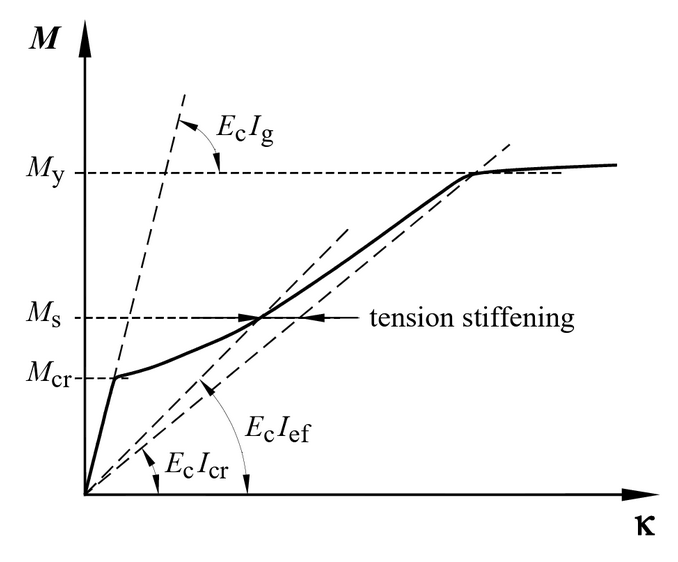 M
EcIg
My
Ms
tension stiffening
Mcr
EcIef
EcIcr
κ